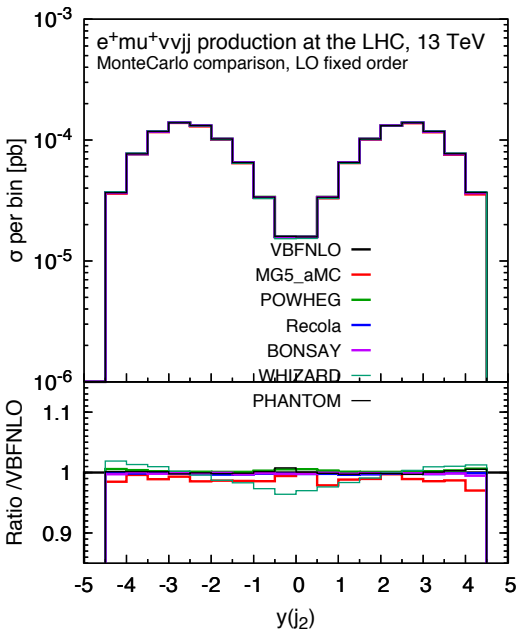 10⁻³
e⁺mu⁺vvjj production at the LHC, 13 TeV
MonteCarlo comparison, LO fixed order
10⁻⁴
σ per bin [pb]
10⁻⁵
VBFNLO
MG5_aMC
POWHEG
Recola
BONSAY
WHIZARD
PHANTOM
10⁻⁶
1.1
1
0.9
Ratio /VBFNLO
-5 -4 -3 -2 -1 0 1 2 3 4 5
y(j₂)